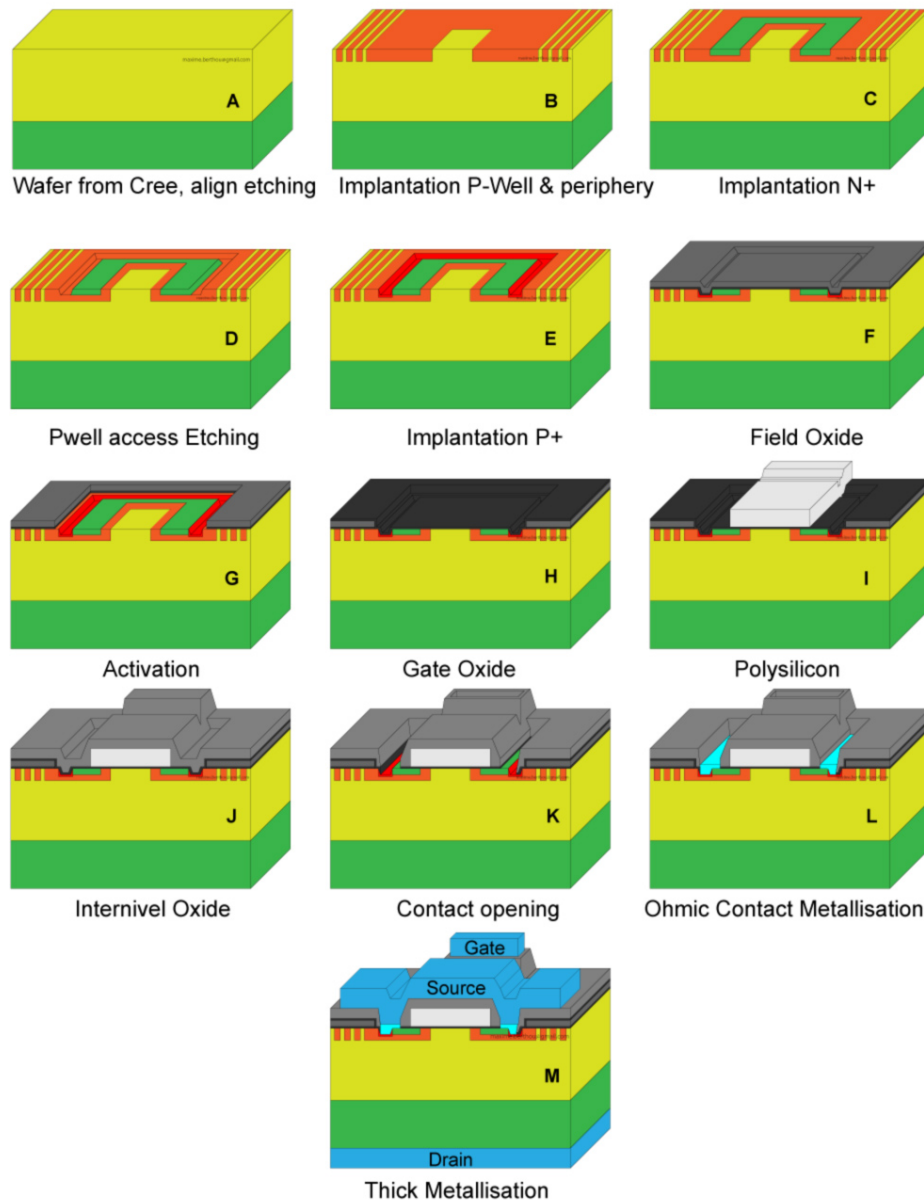 A
Wafer from Cree, align etching
B
Implantation P-Well & periphery
C
Implantation N+
D
Pwell access Etching
E
Implantation P+
F
Field Oxide
G
Activation
H
Gate Oxide
I
Polysilicon
J
Internivel Oxide
K
Contact opening
L
Ohmic Contact Metallisation
Gate
Source
M
Drain
Thick Metallisation